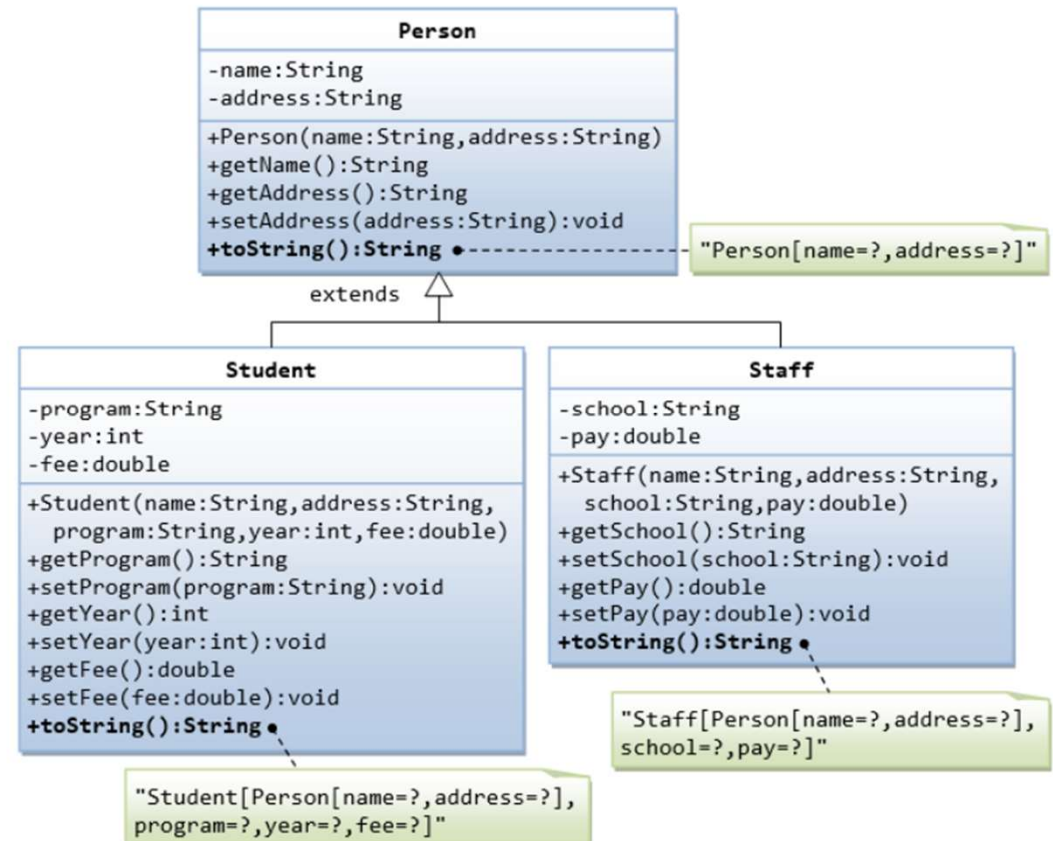 Person
-name:String
-address:String
+Person(name:String,address:String)
+getName():String
+getAddress():String
+setAddress(address:String):void
+toString():String
"Person[name=?,address=?]"
extends
Student
-program:String
-year:int
-fee:double
+Student(name:String,address:String,
program:String,year:int,fee:double)
+getProgram():String
+setProgram(program:String):void
+getYear():int
+setYear(year:int):void
+getFee():double
+setFee(fee:double):void
+toString():String
"Student[Person[name=?,address=?],
program=?,year=?,fee=?]"
Staff
-school:String
-pay:double
+Staff(name:String,address:String,
school:String,pay:double)
+getSchool():String
+setSchool(school:String):void
+getPay():double
+setPay(pay:double):void
+toString():String
"Staff[Person[name=?,address=?],
school=?,pay=?]"